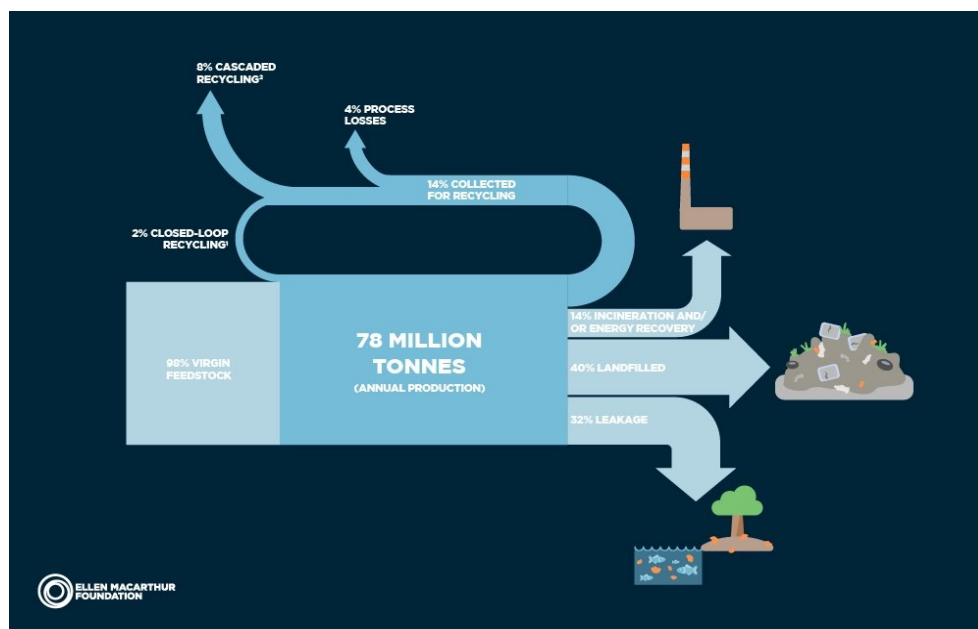 8% CASCADED
RECYCLING²
4% PROCESS
LOSSES
14% COLLECTED
FOR RECYCLING
2% CLOSED-LOOP
RECYCLING¹
98% VIRGIN
FEEDSTOCK
78 MILLION
TONNES
(ANNUAL PRODUCTION)
14% INCINERATION AND/
OR ENERGY RECOVERY
40% LANDFILLED
32% LEAKAGE
ELLEN MACARTHUR
FOUNDATION